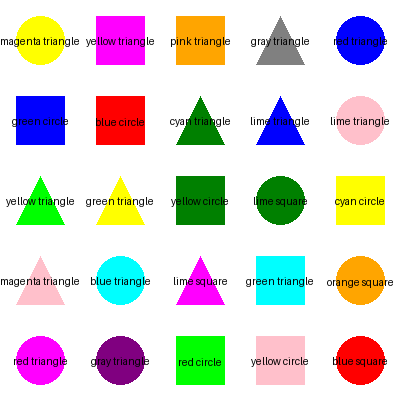 magenta triangle yellow triangle pink triangle gray triangle red triangle
green circle blue circle cyan triangle lime triangle lime triangle
yellow triangle green triangle yellow circle lime square cyan circle
magenta triangle blue triangle lime square green triangle orange square
red triangle gray triangle red circle yellow circle blue square